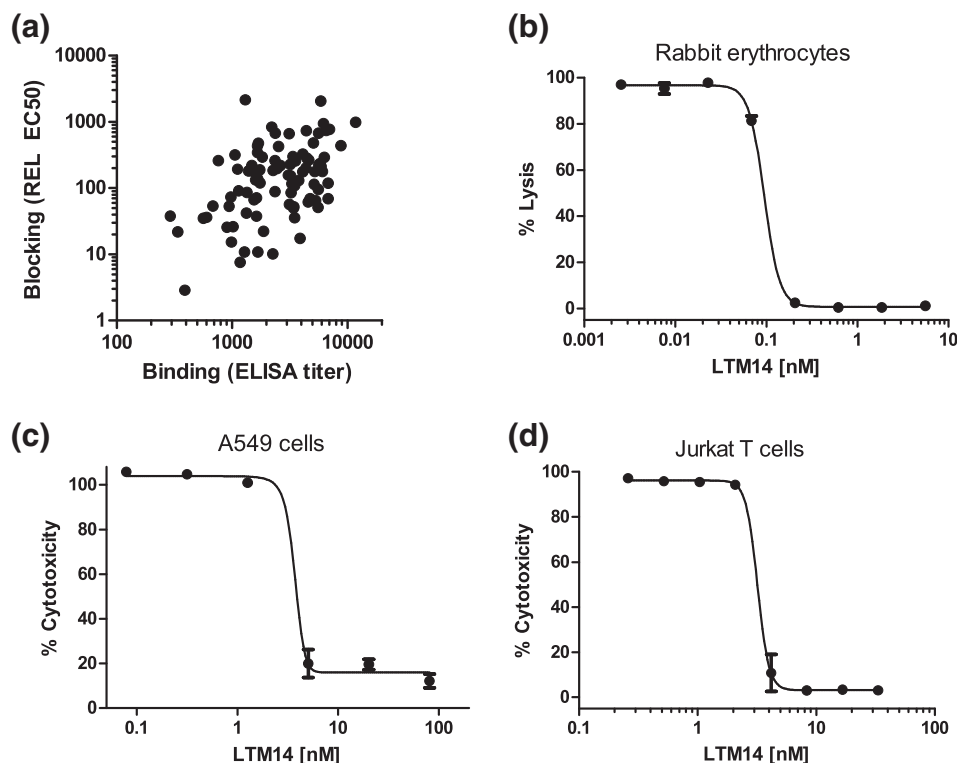 (a)
10000
1000
100
10
1
100
1000
10000
Blocking (REL EC50)
Binding (ELISA titer)
(b)
Rabbit erythrocytes
100
80
60
40
20
0
0.001
0.01
0.1
1
10
% Lysis
LTM14 [nM]
(c)
A549 cells
100
80
60
40
20
0
0.1
1
10
100
% Cytotoxicity
LTM14 [nM]
(d)
Jurkat T cells
100
80
60
40
20
0
0.1
1
10
100
% Cytotoxicity
LTM14 [nM]